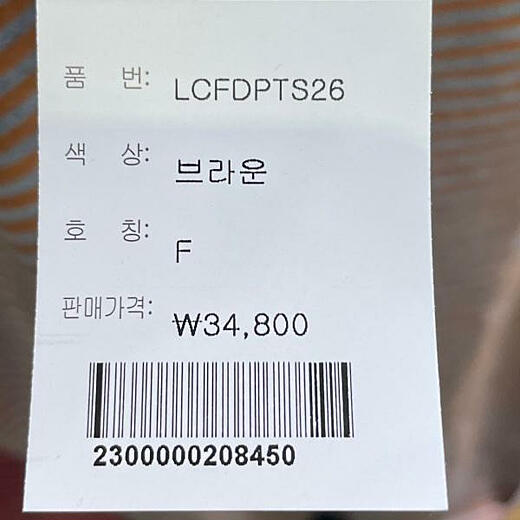 품 번: LCFDPTS26
색 상: 브라운
호 칭: F
판매가격: ₩34,800
2300000208450